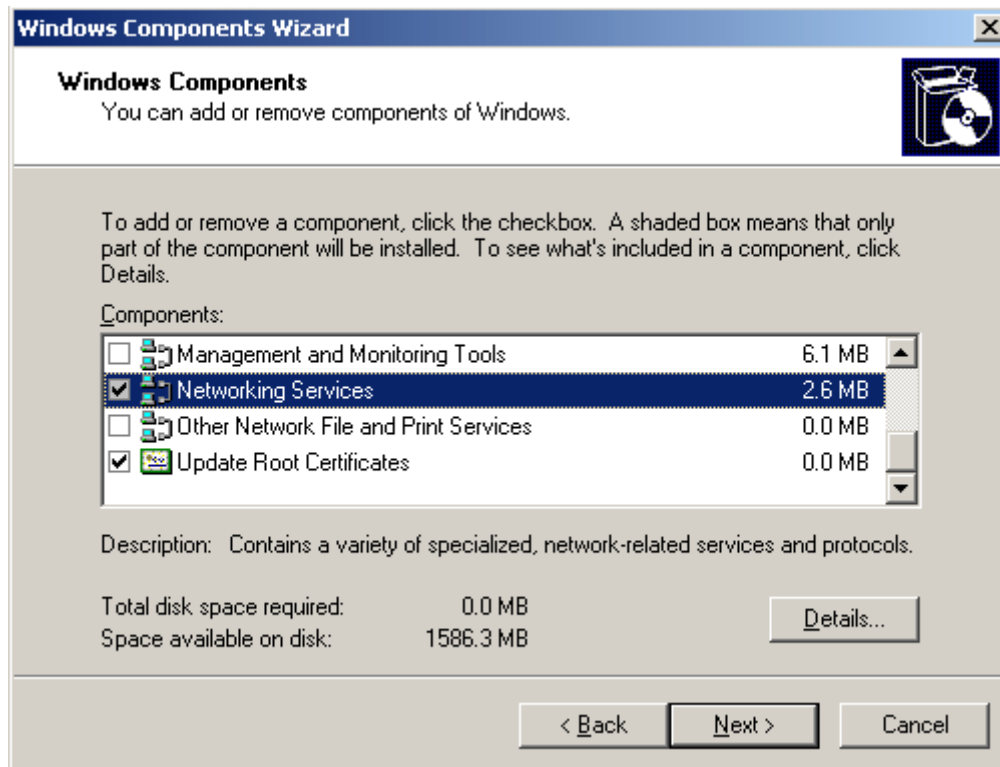 Windows Components Wizard
Windows Components
You can add or remove components of Windows.
To add or remove a component, click the checkbox.  A shaded box means that only
part of the component will be installed.  To see what's included in a component, click
Details.
Components:
Management and Monitoring Tools 6.1 MB
Networking Services 2.6 MB
Other Network File and Print Services 0.0 MB
Update Root Certificates 0.0 MB
Description:  Contains a variety of specialized, network-related services and protocols.
Total disk space required: 0.0 MB
Space available on disk: 1586.3 MB
Details...
< Back Next > Cancel